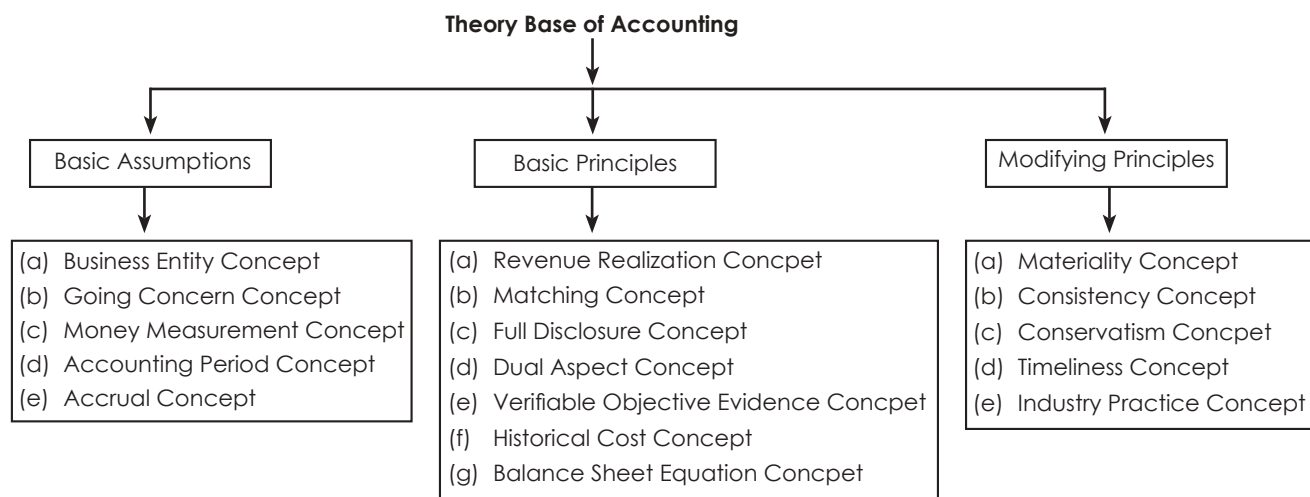 Theory Base of Accounting
Basic Assumptions
(a) Business Entity Concept
(b) Going Concern Concept
(c) Money Measurement Concept
(d) Accounting Period Concept
(e) Accrual Concept
Basic Principles
(a) Revenue Realization Concpet
(b) Matching Concept
(c) Full Disclosure Concept
(d) Dual Aspect Concept
(e) Verifiable Objective Evidence Concpet
(f) Historical Cost Concept
(g) Balance Sheet Equation Concpet
Modifying Principles
(a) Materiality Concept
(b) Consistency Concept
(c) Conservatism Concpet
(d) Timeliness Concept
(e) Industry Practice Concept